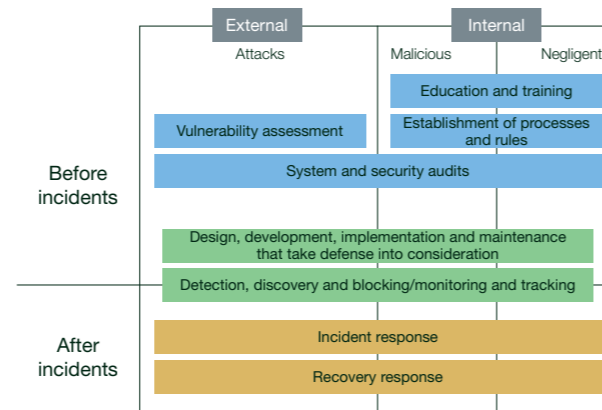 External
Internal
Attacks
Malicious
Negligent
Before
incidents
Education and training
Vulnerability assessment
Establishment of processes
and rules
System and security audits
Design, development, implementation and maintenance
that take defense into consideration
Detection, discovery and blocking/monitoring and tracking
After
incidents
Incident response
Recovery response